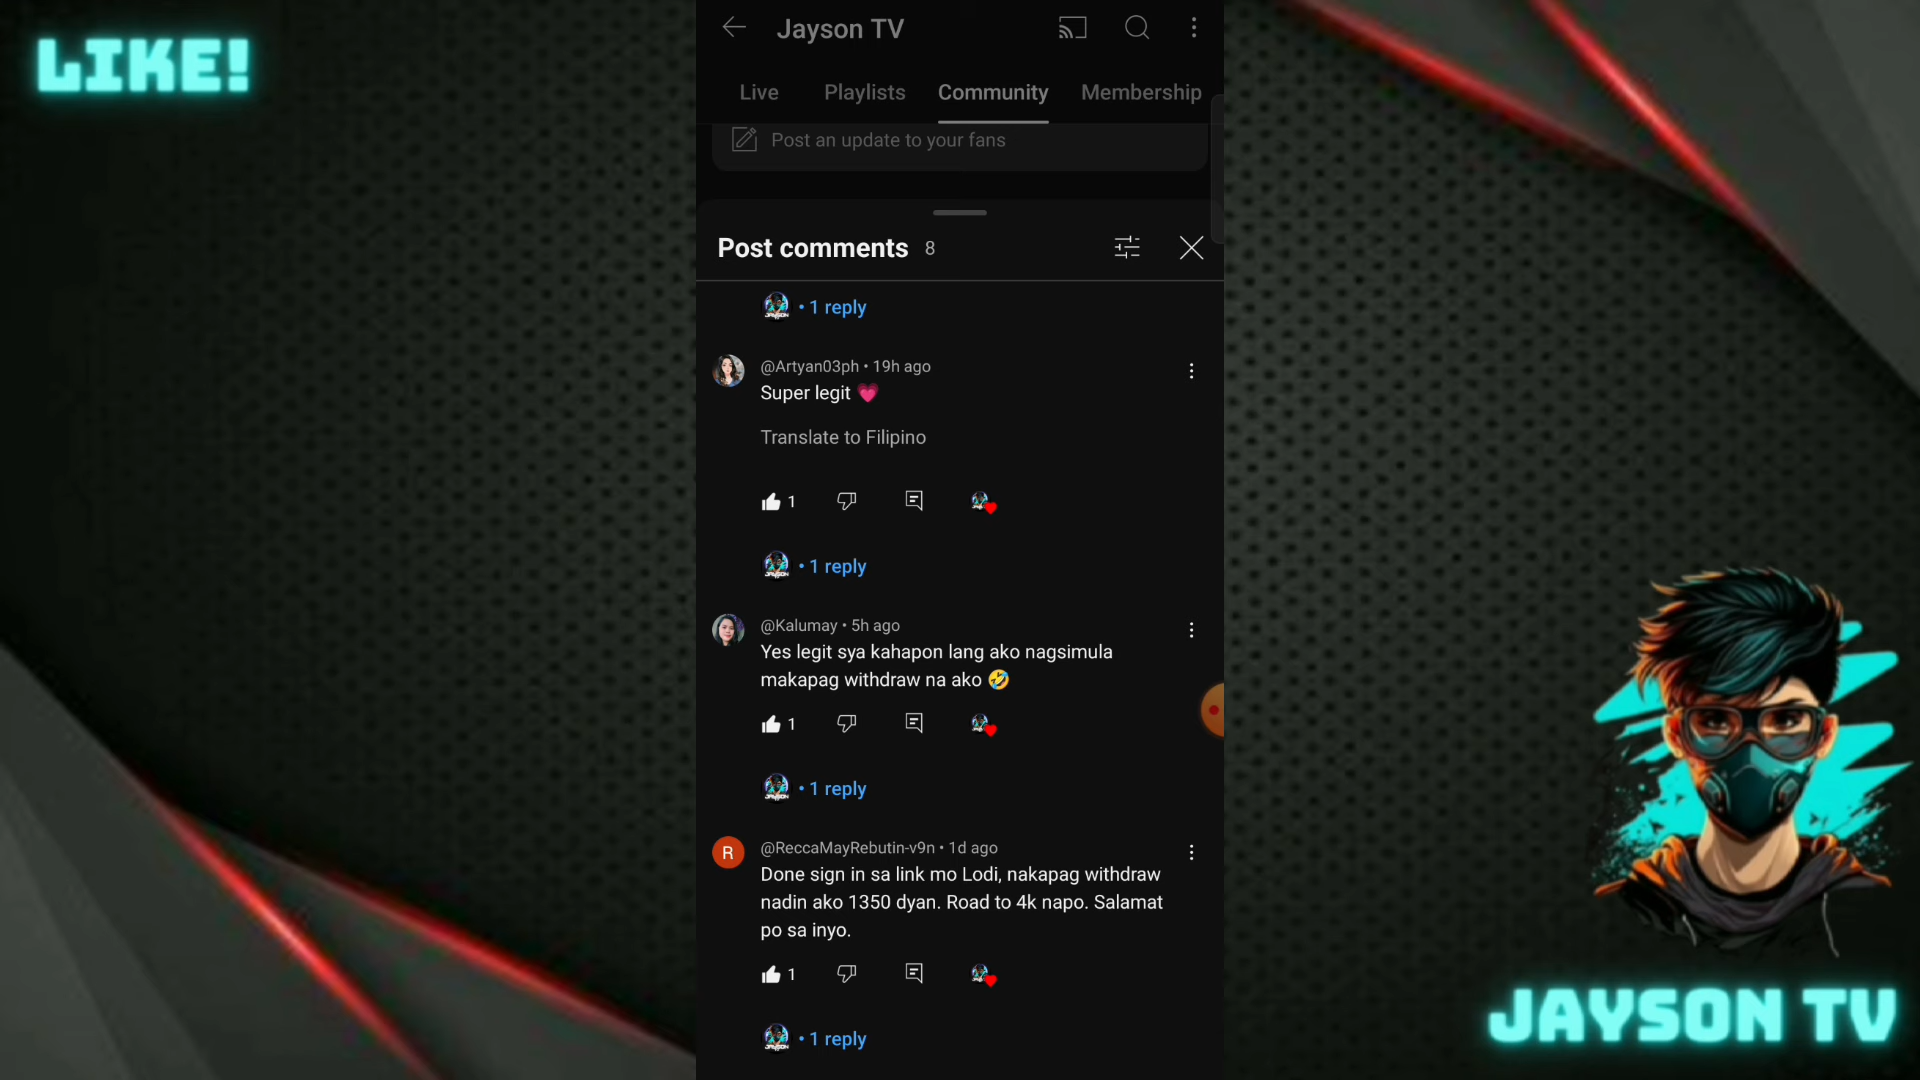 LIKE!
Jayson TV
Live Playlists Community Membership
Post an update to your fans
Post comments 8
• 1 reply
@Artyan03ph • 19h ago
Super legit 💗
Translate to Filipino
1
• 1 reply
@Kalumay • 5h ago
Yes legit sya kahapon lang ako nagsimula
makapag withdraw na ako 🤣
1
• 1 reply
R
@ReccaMayRebutin-v9n • 1d ago
Done sign in sa link mo Lodi, nakapag withdraw
nadin ako 1350 dyan. Road to 4k napo. Salamat
po sa inyo.
1
• 1 reply
JAYSON TV